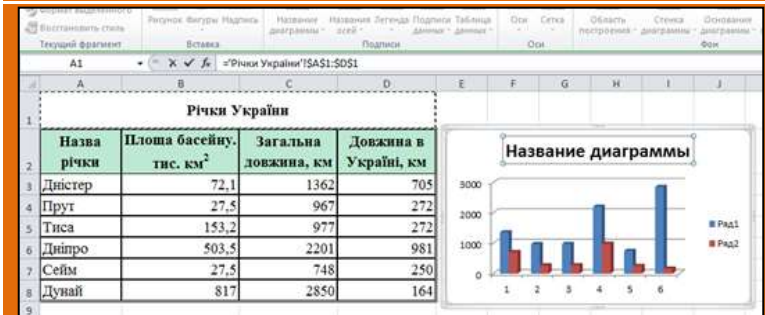 Формат выделенного
Рисунок Фигуры Надпись
Название Названия Легенда Подписи Таблица
Оси Сетка
Область Стенка Основание
Восстановить стиль
диаграммы осей данных данных
построения диаграммы диаграммы
Текущий фрагмент Вставка Подписи Оси Фон
A1 fx ='Річки України'!$A$1:$D$1
A B C D E F G H I J
1 Річки України
2 Назва річки Площа басейну, тис. км² Загальна довжина, км Довжина в Україні, км
3 Дністер 72,1 1362 705
4 Прут 27,5 967 272
5 Тиса 153,2 977 272
6 Дніпро 503,5 2201 981
7 Сейм 27,5 748 250
8 Дунай 817 2850 164
9
Название диаграммы
3000
2000
1000
0
1 2 3 4 5 6
Ряд1
Ряд2